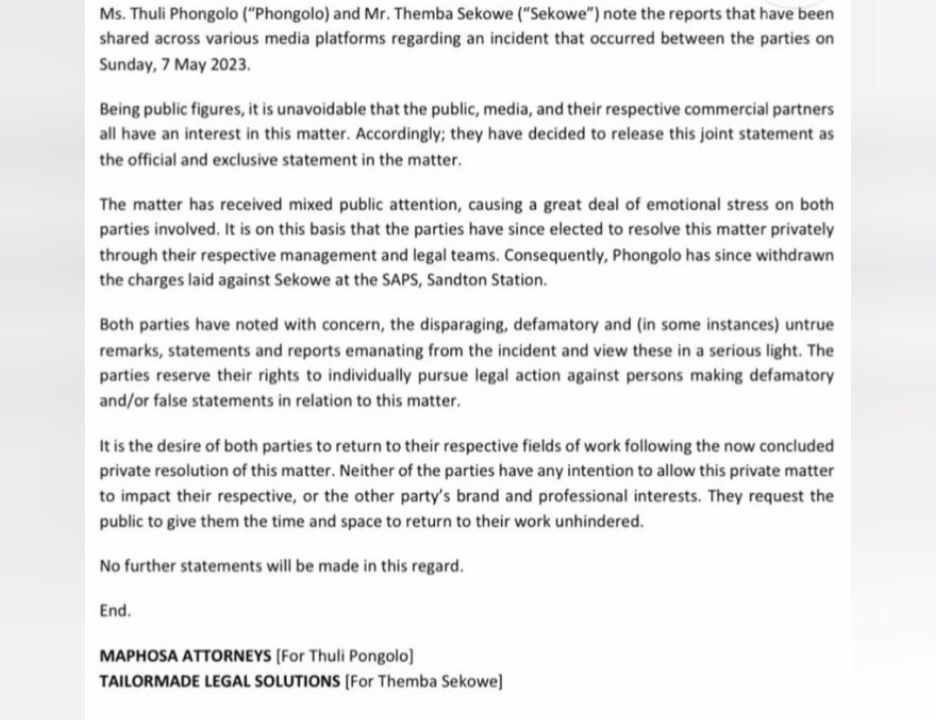 Ms. Thuli Phongolo (“Phongolo) and Mr. Themba Sekowe (“Sekowe”) note the reports that have been
shared across various media platforms regarding an incident that occurred between the parties on
Sunday, 7 May 2023.
Being public figures, it is unavoidable that the public, media, and their respective commercial partners
all have an interest in this matter. Accordingly; they have decided to release this joint statement as
the official and exclusive statement in the matter.
The matter has received mixed public attention, causing a great deal of emotional stress on both
parties involved. It is on this basis that the parties have since elected to resolve this matter privately
through their respective management and legal teams. Consequently, Phongolo has since withdrawn
the charges laid against Sekowe at the SAPS, Sandton Station.
Both parties have noted with concern, the disparaging, defamatory and (in some instances) untrue
remarks, statements and reports emanating from the incident and view these in a serious light. The
parties reserve their rights to individually pursue legal action against persons making defamatory
and/or false statements in relation to this matter.
It is the desire of both parties to return to their respective fields of work following the now concluded
private resolution of this matter. Neither of the parties have any intention to allow this private matter
to impact their respective, or the other party’s brand and professional interests. They request the
public to give them the time and space to return to their work unhindered.
No further statements will be made in this regard.
End.
MAPHOSA ATTORNEYS [For Thuli Pongolo]
TAILORMADE LEGAL SOLUTIONS [For Themba Sekowe]